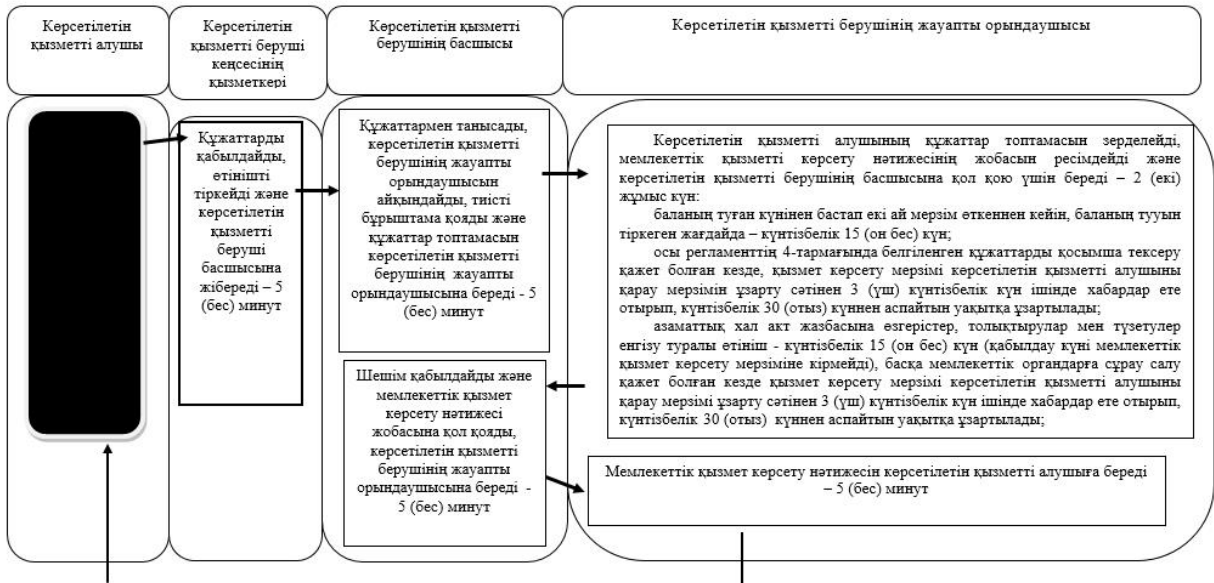 Көрсетілетін
қызметті алушы
Көрсетілетін
қызметті беруші
кеңсесінің
қызметкері
Көрсетілетін қызметті
берушінің басшысы
Көрсетілетін қызметті берушінің жауапты орындаушысы
Құжаттарды
қабылдайды,
өтінішті
тіркейді және
көрсетілетін
қызметті
беруші
басшысына
жібереді – 5
(бес) минут
Құжаттармен танысады,
көрсетілетін қызметті
берушінің жауапты
орындаушысын
айқындайды, тиісті
бұрыштама қояды және
құжаттар топтамасын
көрсетілетін қызметті
берушінің жауапты
орындаушысына береді - 5
(бес) минут
Көрсетілетін қызметті алушының құжаттар топтамасын зерделейді,
мемлекеттік қызметті көрсету нәтижесінің жобасын ресімдейді және
көрсетілетін қызметті берушінің басшысына қол қою үшін береді – 2 (екі)
жұмыс күн:
баланың туған күнінен бастап екі ай мерзім өткеннен кейін, баланың тууын
тіркеген жағдайда – күнтізбелік 15 (он бес) күн;
осы регламенттің 4-тармағында белгіленген құжаттарды қосымша тексеру
қажет болған кезде, қызмет көрсету мерзімі көрсетілетін қызметті алушыны
қарау мерзімін ұзарту сәтінен 3 (үш) күнтізбелік күн ішінде хабардар ете
отырып, күнтізбелік 30 (отыз) күннен аспайтын уақытқа ұзартылады;
азаматтық хал акт жазбасына өзгерістер, толықтырулар мен түзетулер
енгізу туралы өтініш - күнтізбелік 15 (он бес) күн (қабылдау күні мемлекеттік
қызмет көрсету мерзіміне кірмейді), басқа мемлекеттік органдарға сұрау салу
қажет болған кезде қызмет көрсету мерзімі көрсетілетін қызметті алушыны
қарау мерзімі ұзарту сәтінен 3 (үш) күнтізбелік күн ішінде хабардар ете отырып,
күнтізбелік 30 (отыз) күннен аспайтын уақытқа ұзартылады;
Шешім қабылдайды және
мемлекеттік қызмет
көрсету нәтижесі
жобасына қол қояды,
көрсетілетін қызметті
берушінің жауапты
орындаушысына береді -
5 (бес) минут
Мемлекеттік қызмет көрсету нәтижесін көрсетілетін қызметті алушыға береді
– 5 (бес) минут